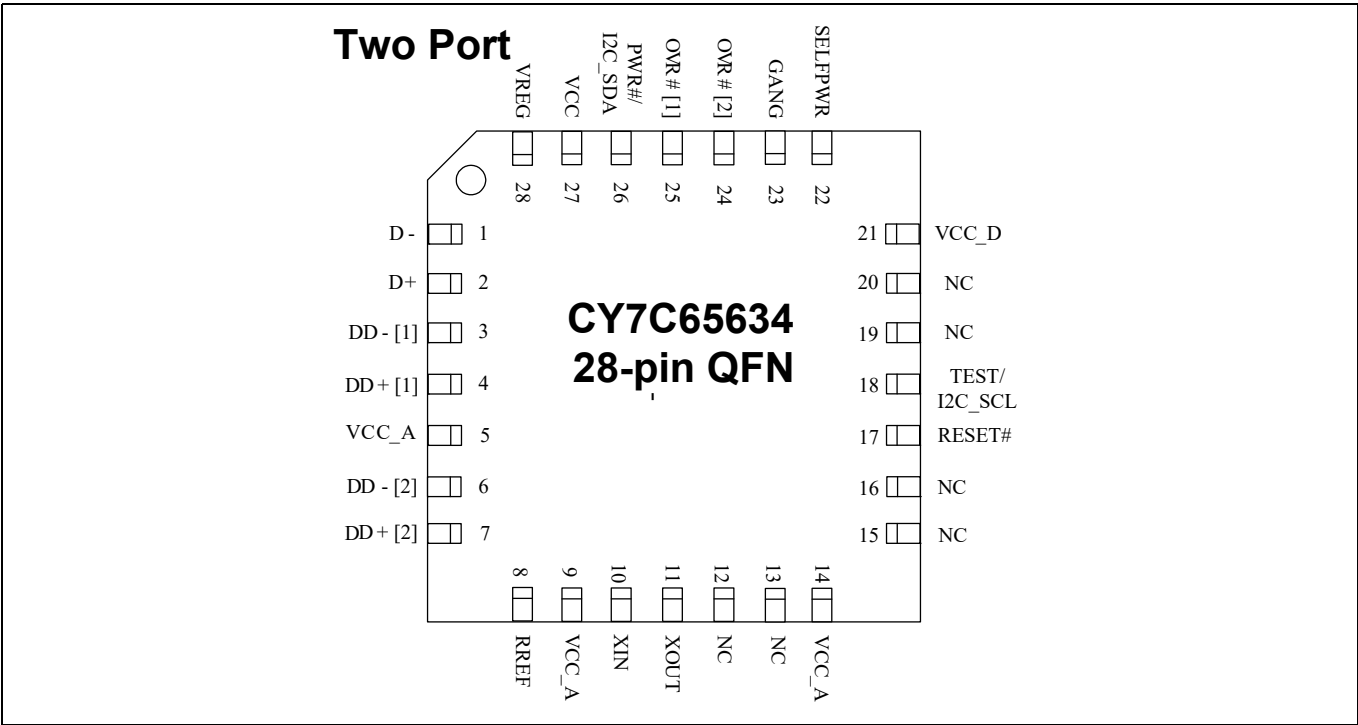 Two Port
VREG
VCC
PWR#/
I2C_SDA
OVR # [1]
OVR # [2]
GANG
SELFPWR
28
27
26
25
24
23
22
D -
1
D+
2
DD - [1]
3
DD + [1]
4
VCC_A
5
DD - [2]
6
DD + [2]
7
CY7C65634
28-pin QFN
21
VCC_D
20
NC
19
NC
18
TEST/
I2C_SCL
17
RESET#
16
NC
15
NC
8
9
10
11
12
13
14
RREF
VCC_A
XIN
XOUT
NC
NC
VCC_A